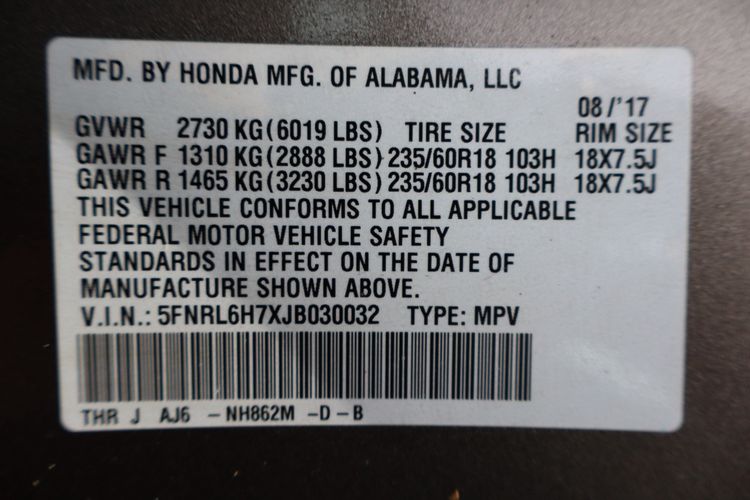 MFD. BY HONDA MFG. OF ALABAMA, LLC
08/'17
GVWR 2730 KG(6019 LBS) TIRE SIZE RIM SIZE
GAWR F 1310 KG(2888 LBS) 235/60R18 103H 18X7.5J
GAWR R 1465 KG(3230 LBS) 235/60R18 103H 18X7.5J
THIS VEHICLE CONFORMS TO ALL APPLICABLE
FEDERAL MOTOR VEHICLE SAFETY
STANDARDS IN EFFECT ON THE DATE OF
MANUFACTURE SHOWN ABOVE.
V.I.N.: 5FNRL6H7XJB030032 TYPE: MPV
THR J AJ6 - NH862M -D-B